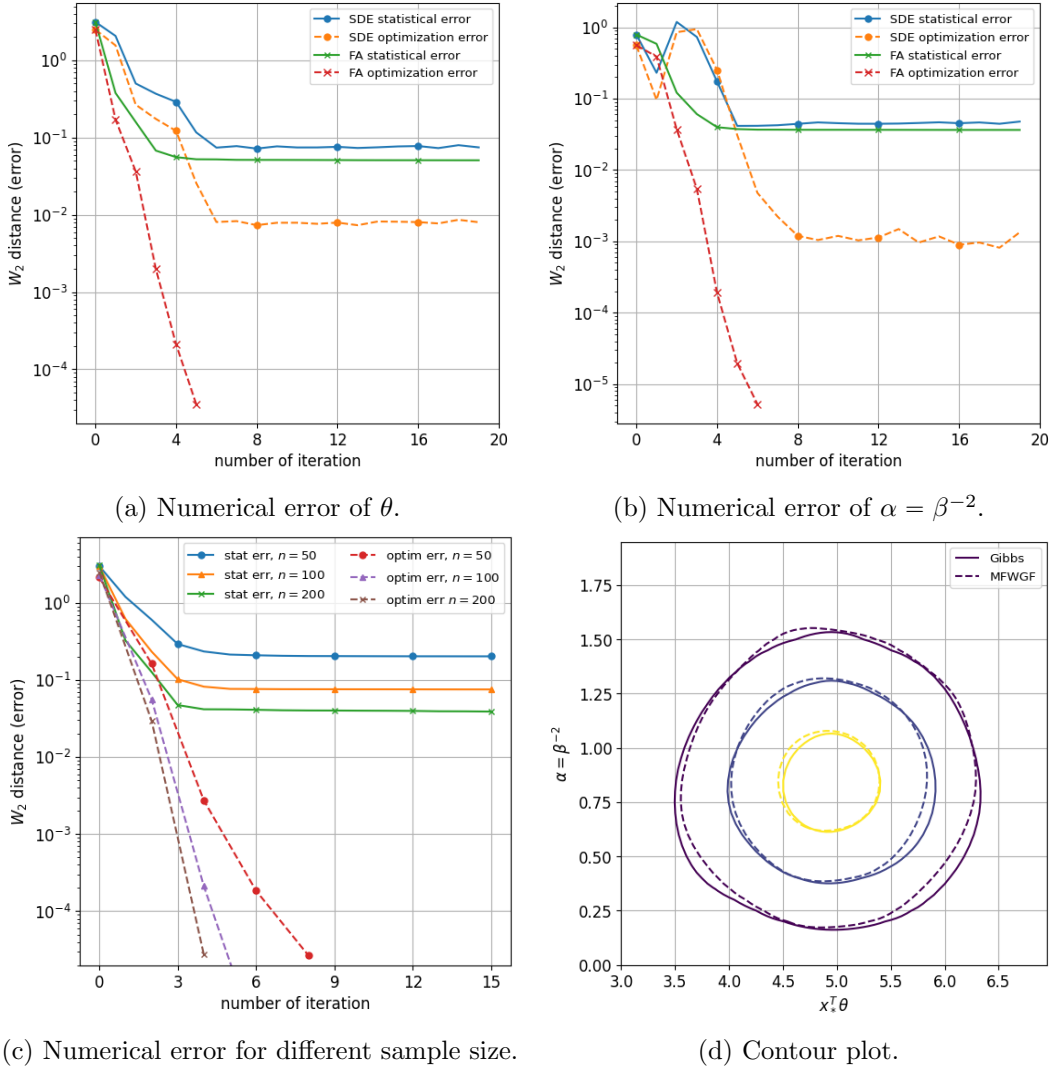 SDE statistical error
SDE optimization error
FA statistical error
FA optimization error
10^0
10^{-1}
10^{-2}
10^{-3}
10^{-4}
W_2 distance (error)
0 4 8 12 16 20
number of iteration
(a) Numerical error of θ.
SDE statistical error
SDE optimization error
FA statistical error
FA optimization error
10^0
10^{-1}
10^{-2}
10^{-3}
10^{-4}
10^{-5}
W_2 distance (error)
0 4 8 12 16 20
number of iteration
(b) Numerical error of α = β^{-2}.
stat err, n = 50
stat err, n = 100
stat err, n = 200
optim err, n = 50
optim err, n = 100
optim err n = 200
10^0
10^{-1}
10^{-2}
10^{-3}
10^{-4}
W_2 distance (error)
0 3 6 9 12 15
number of iteration
(c) Numerical error for different sample size.
Gibbs
MFWGF
1.75
1.50
1.25
1.00
0.75
0.50
0.25
0.00
α = β^{-2}
3.0 3.5 4.0 4.5 5.0 5.5 6.0 6.5
x_*^T θ
(d) Contour plot.